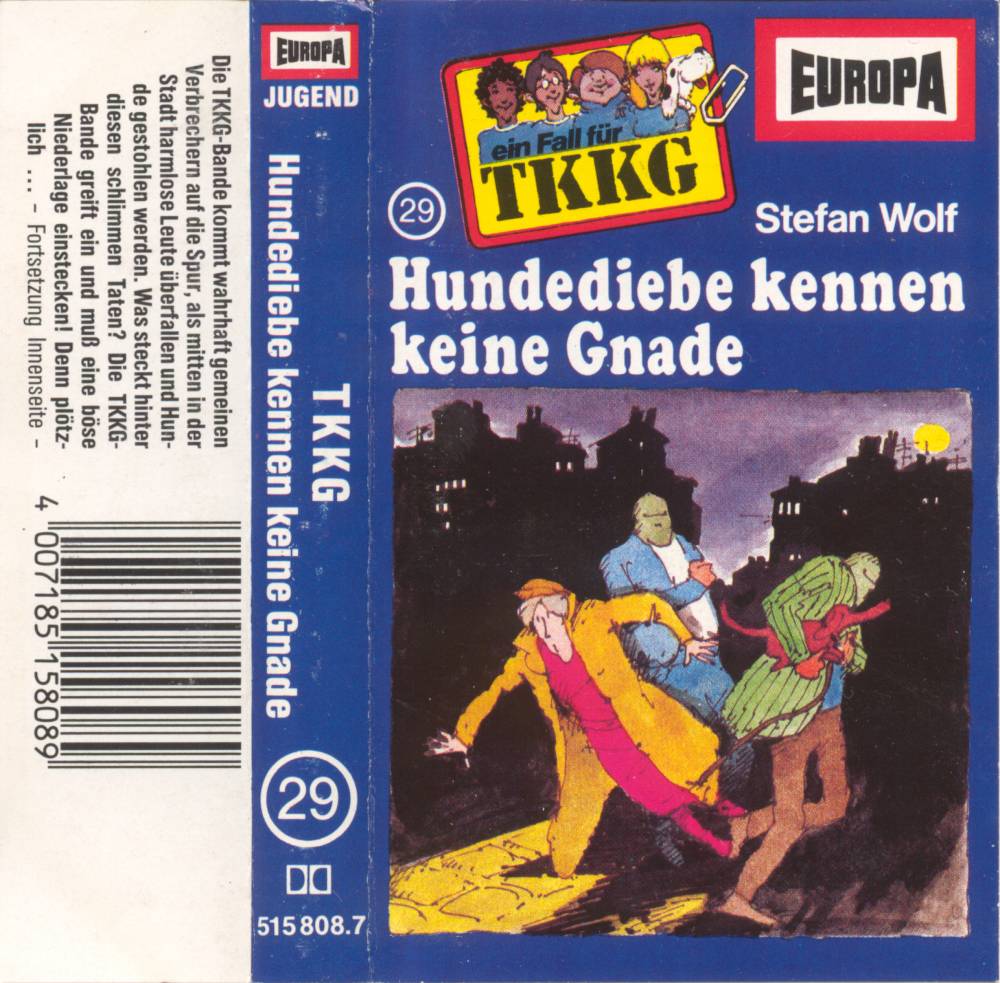 Die TKKG-Bande kommt wahrhaft gemeinen
Verbrechern auf die Spur, als mitten in der
Stadt harmlose Leute überfallen und Hun-
de gestohlen werden. Was steckt hinter
diesen schlimmen Taten? Die TKKG-
Bande greift ein und muß eine böse
Niederlage einstecken! Denn plötz-
lich ... – Fortsetzung Innenseite –
4 007185 158089
EUROPA
JUGEND
TKKG
Hundediebe kennen keine Gnade
29
515 808.7
ein Fall für
TKKG
EUROPA
29
Stefan Wolf
Hundediebe kennen
keine Gnade